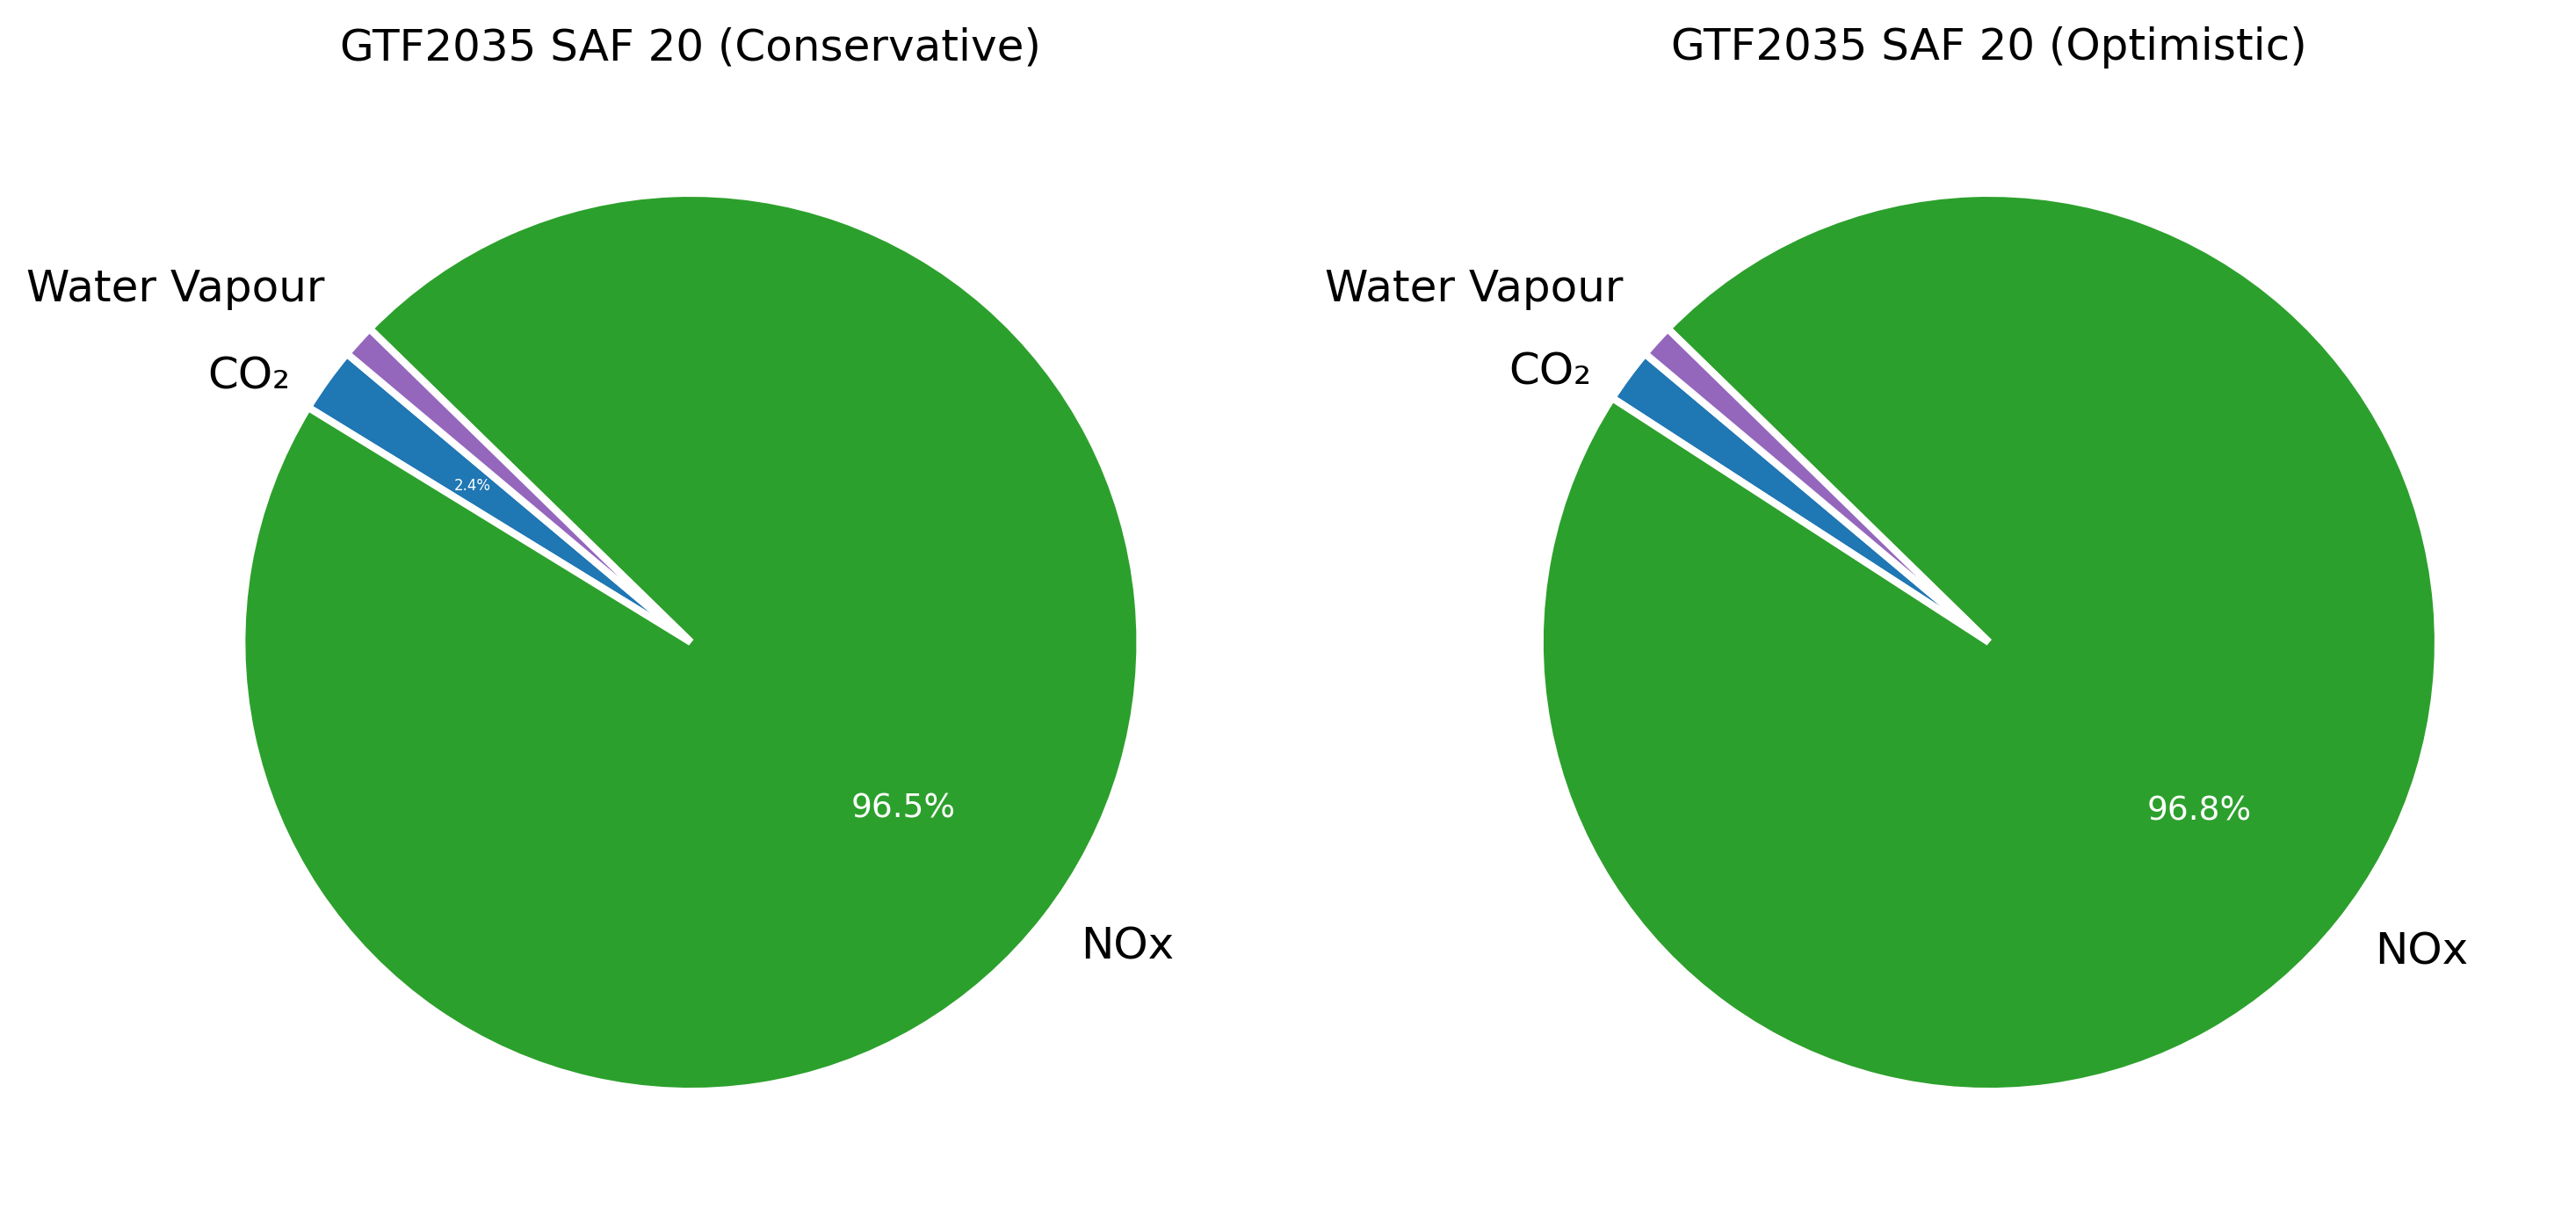 GTF2035 SAF 20 (Conservative)
Water Vapour
CO₂
2.4%
96.5%
NOx
GTF2035 SAF 20 (Optimistic)
Water Vapour
CO₂
96.8%
NOx